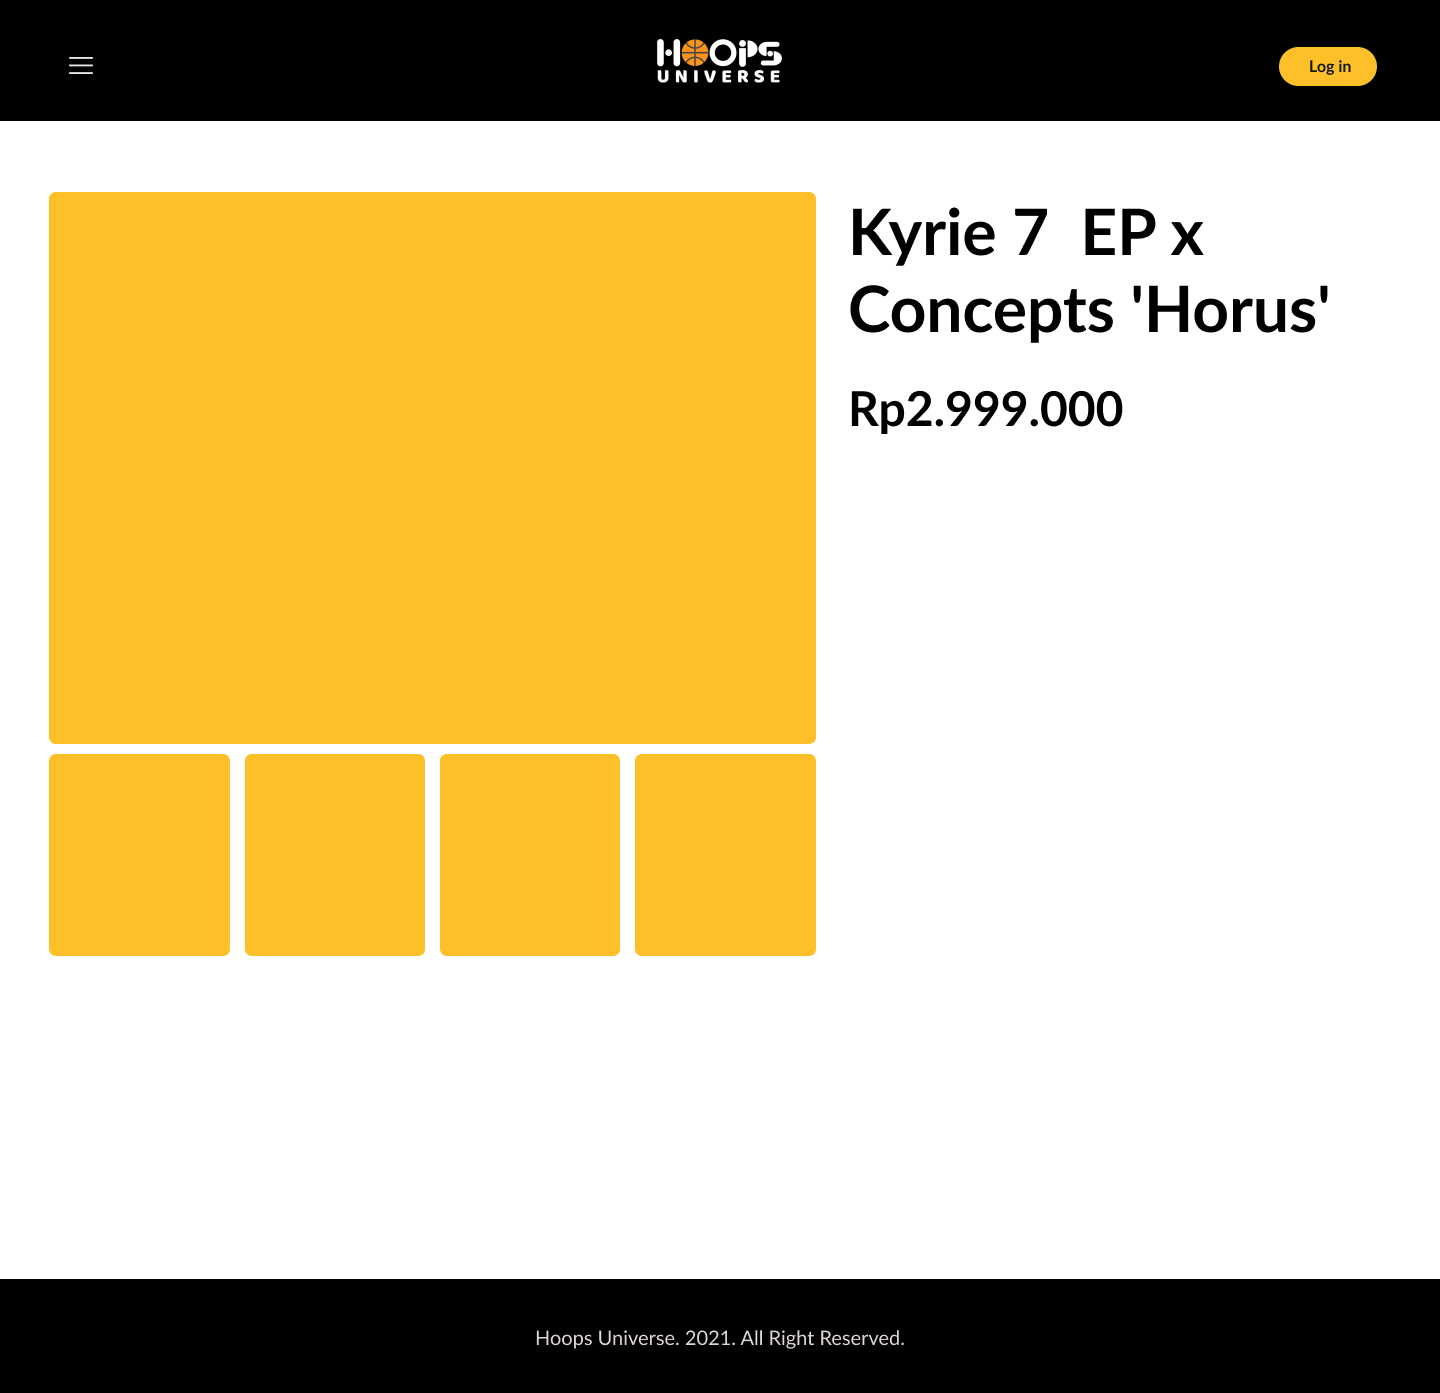 HOOPS
UNIVERSE
Log in
Kyrie 7  EP x
Concepts 'Horus'
Rp2.999.000
Hoops Universe. 2021. All Right Reserved.